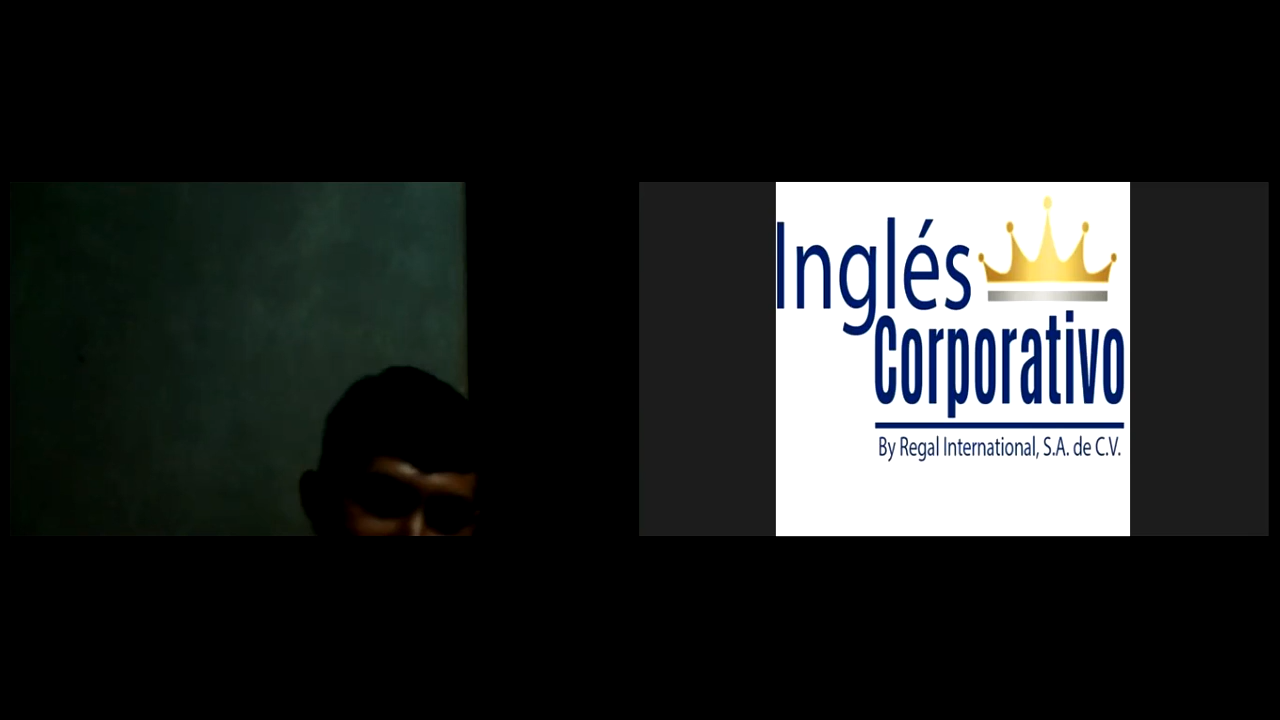 Inglés
Corporativo
By Regal International, S.A. de C.V.